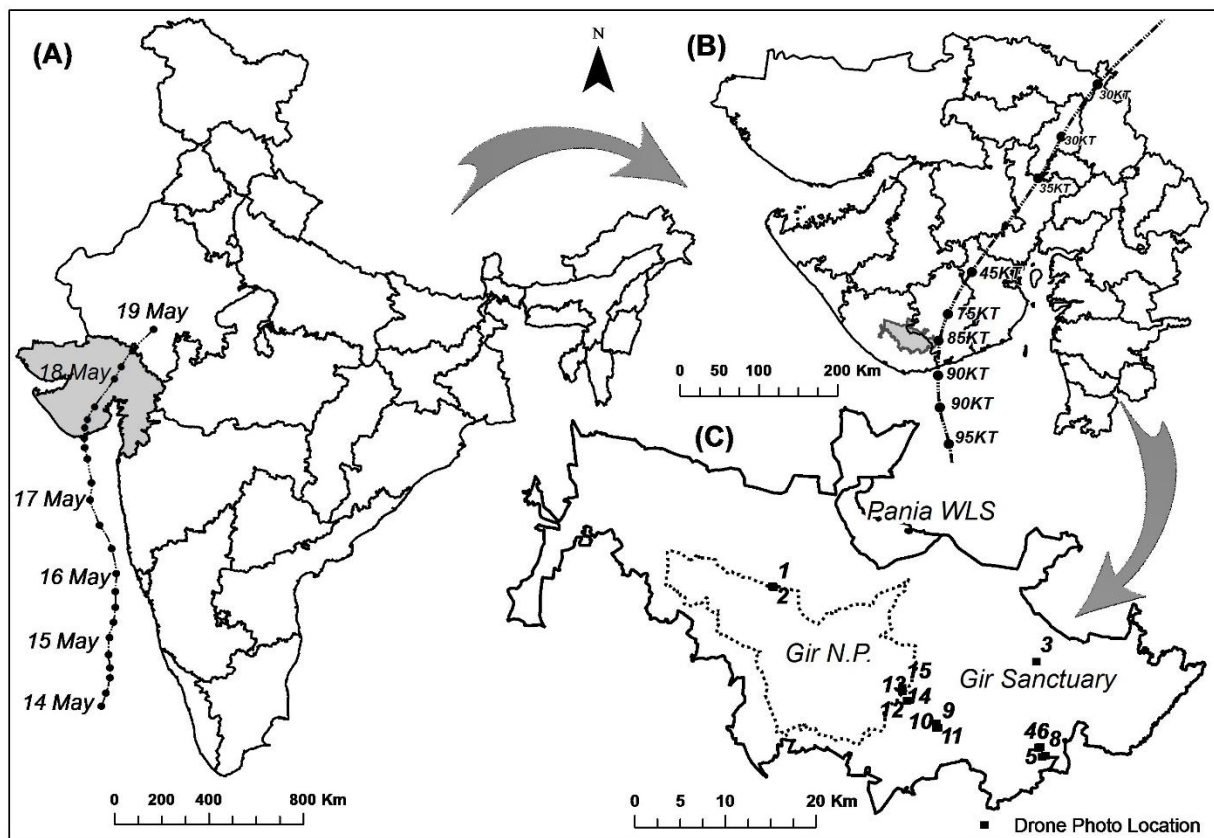 (A)
N
(B)
30KT
30KT
35KT
45KT
75KT
85KT
90KT
90KT
95KT
0 50 100 200 Km
19 May
18 May
17 May
16 May
15 May
14 May
0 200 400 800 Km
(C)
Pania WLS
1
2
Gir N.P.
3
Gir Sanctuary
15
13
14
12
9
10
11
46
8
5
7
0 5 10 20 Km
Drone Photo Location